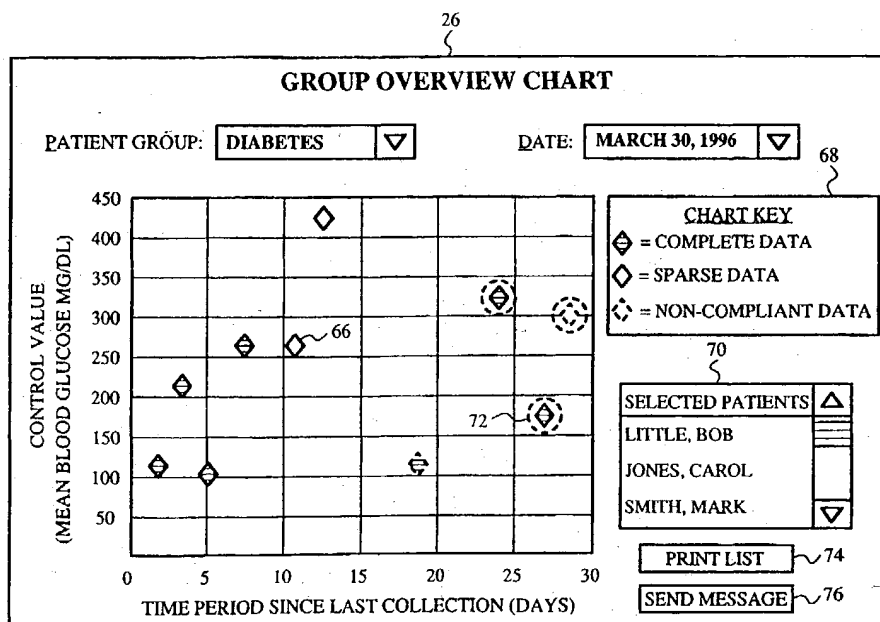 26
GROUP OVERVIEW CHART
PATIENT GROUP: DIABETES
DATE: MARCH 30, 1996
68
CHART KEY
= COMPLETE DATA
= SPARSE DATA
= NON-COMPLIANT DATA
CONTROL VALUE
(MEAN BLOOD GLUCOSE MG/DL)
450
400
350
300
250
200
150
100
50
66
72
0 5 10 15 20 25 30
TIME PERIOD SINCE LAST COLLECTION (DAYS)
70
SELECTED PATIENTS
LITTLE, BOB
JONES, CAROL
SMITH, MARK
PRINT LIST 74
SEND MESSAGE 76